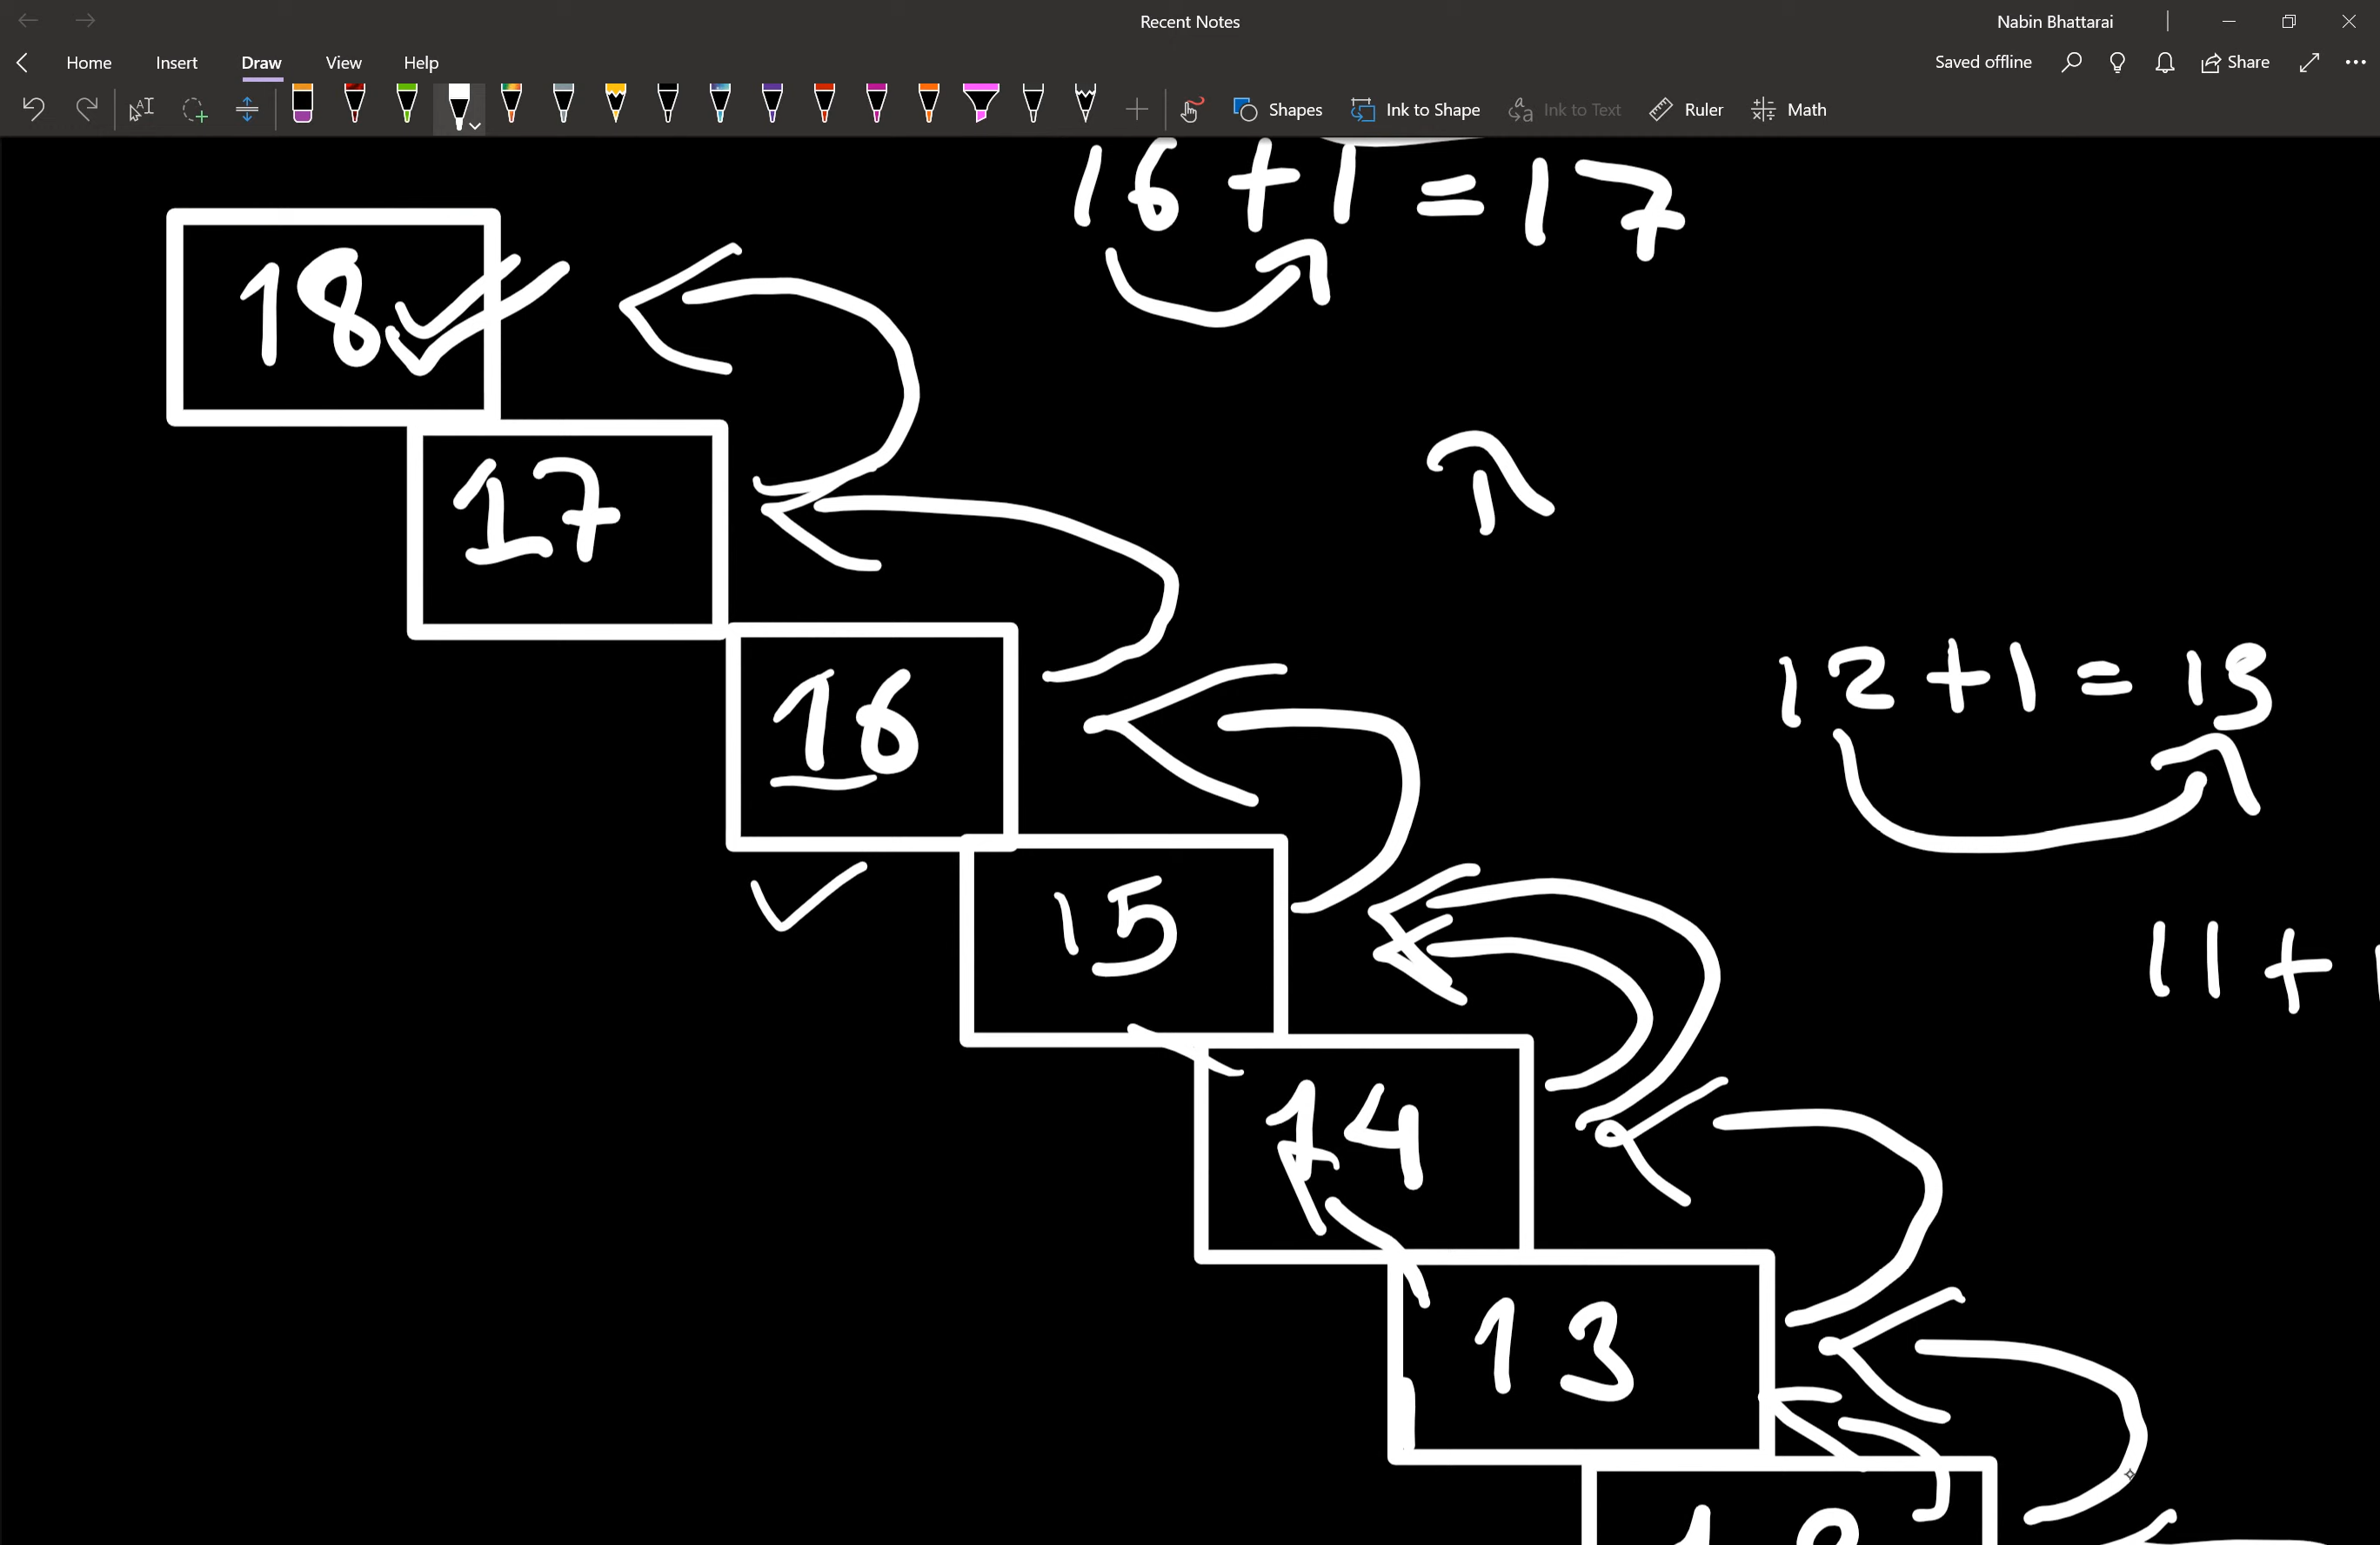 Recent Notes
Nabin Bhattarai
Home Insert Draw View Help
Saved offline
Share
Shapes Ink to Shape Ink to Text Ruler Math
16 + 1 = 17
18
17
16
12 + 1 = 13
15
11 +
14
13